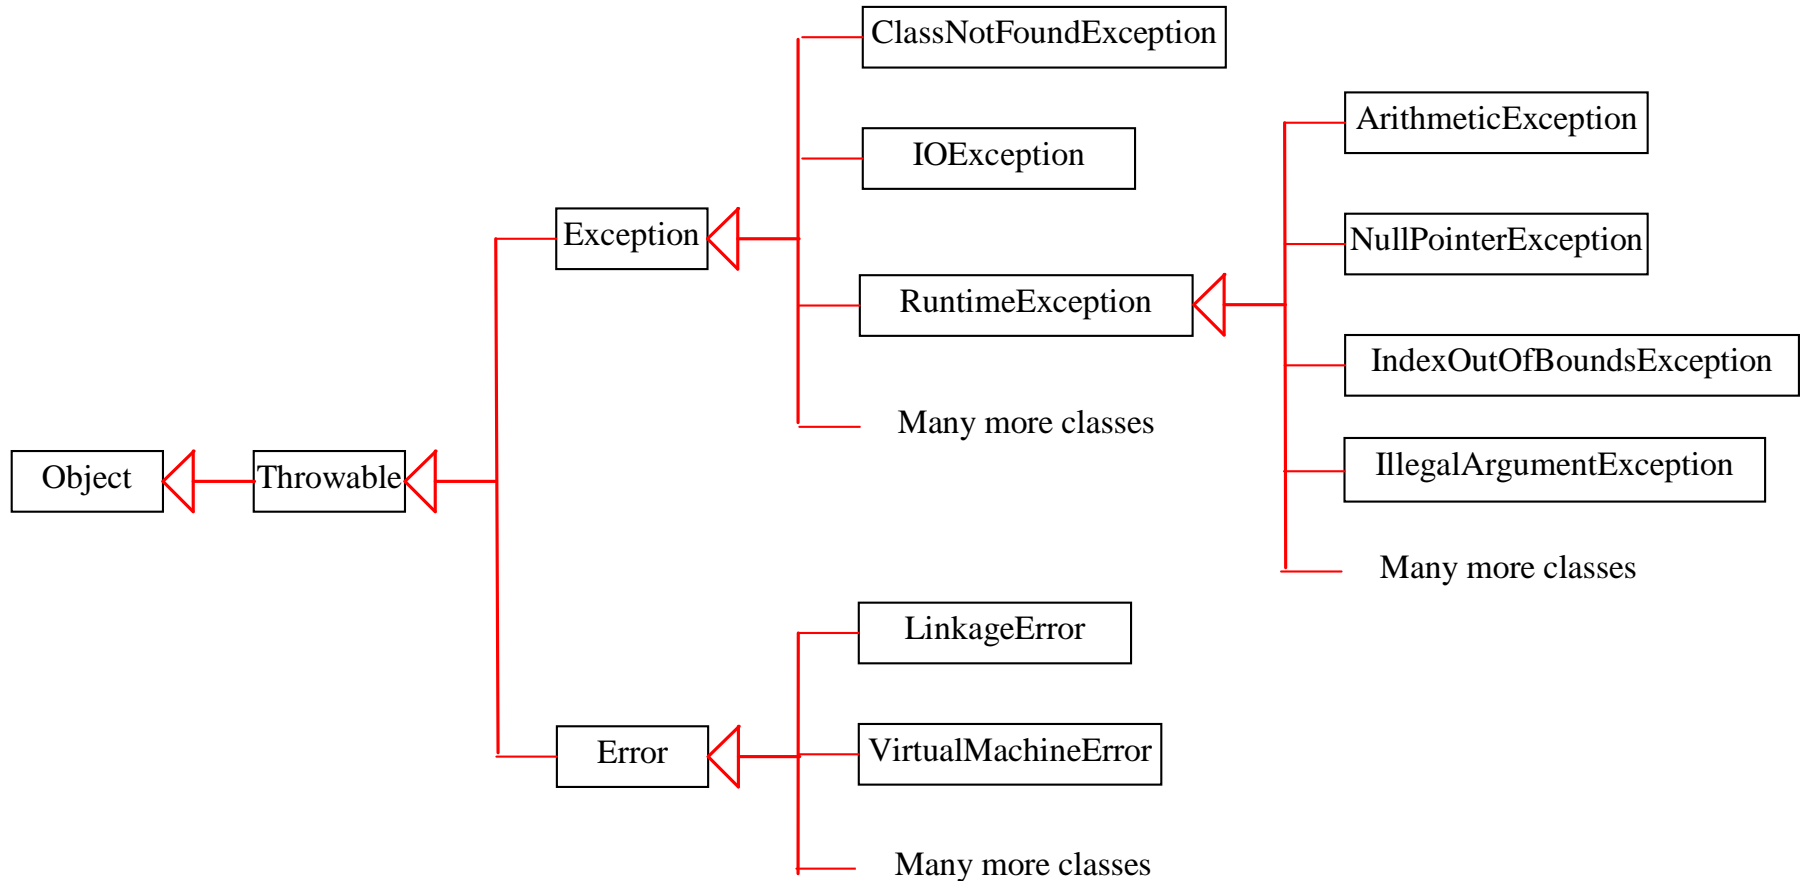 ClassNotFoundException
ArithmeticException
IOException
NullPointerException
Exception
RuntimeException
IndexOutOfBoundsException
Many more classes
Object
Throwable
IllegalArgumentException
Many more classes
LinkageError
Error
VirtualMachineError
Many more classes